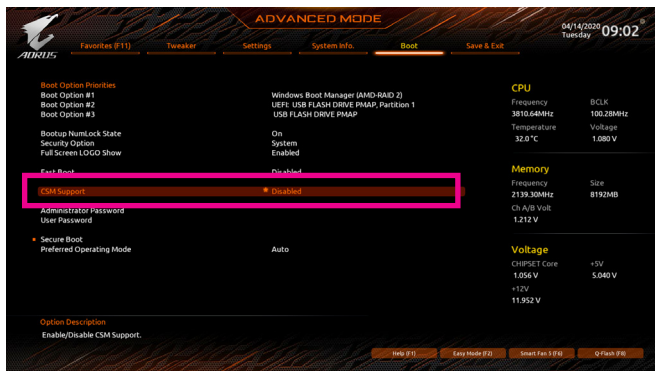 ADVANCED MODE
04/14/2020
Tuesday
09:02
AORUS
Favorites (F11) Tweaker Settings System Info. Boot Save & Exit
Boot Option Priorities
Boot Option #1 Windows Boot Manager (AMD-RAID 2)
Boot Option #2 UEFI: USB FLASH DRIVE PMAP, Partition 1
Boot Option #3 USB FLASH DRIVE PMAP
Bootup NumLock State On
Security Option System
Full Screen LOGO Show Enabled
Fast Boot Disabled
CSM Support Disabled
Administrator Password
User Password
Secure Boot
Preferred Operating Mode Auto
CPU
Frequency BCLK
3810.64MHz 100.28MHz
Temperature Voltage
32.0 °C 1.080 V
Memory
Frequency Size
2139.30MHz 8192MB
Ch A/B Volt
1.212 V
Voltage
CHIPSET Core +5V
1.056 V 5.040 V
+12V
11.952 V
Option Description
Enable/Disable CSM Support.
Help (F1) Easy Mode (F2) Smart Fan 5 (F6) Q-Flash (F8)